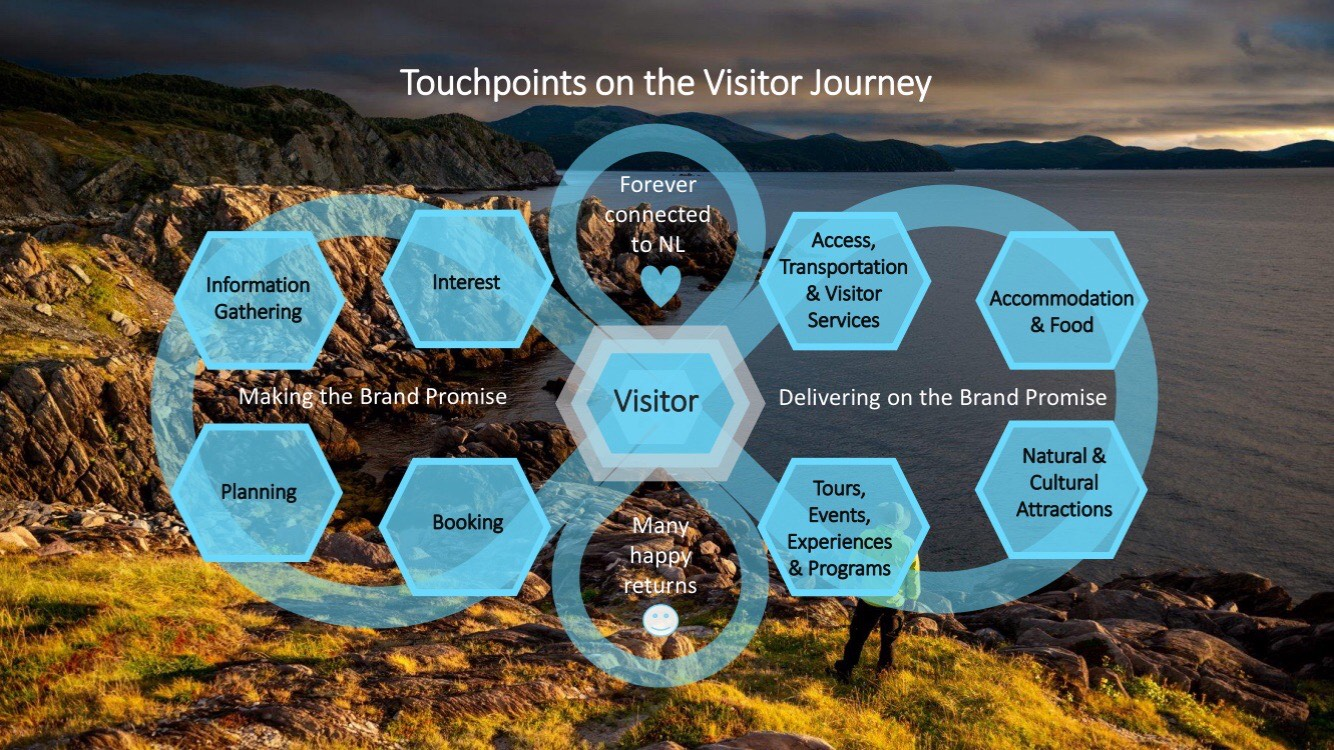 Touchpoints on the Visitor Journey
Forever
connected
to NL
Information
Gathering
Interest
Access,
Transportation
& Visitor
Services
Accommodation
& Food
Making the Brand Promise
Visitor
Delivering on the Brand Promise
Planning
Booking
Many
happy
returns
Tours,
Events,
Experiences
& Programs
Natural &
Cultural
Attractions